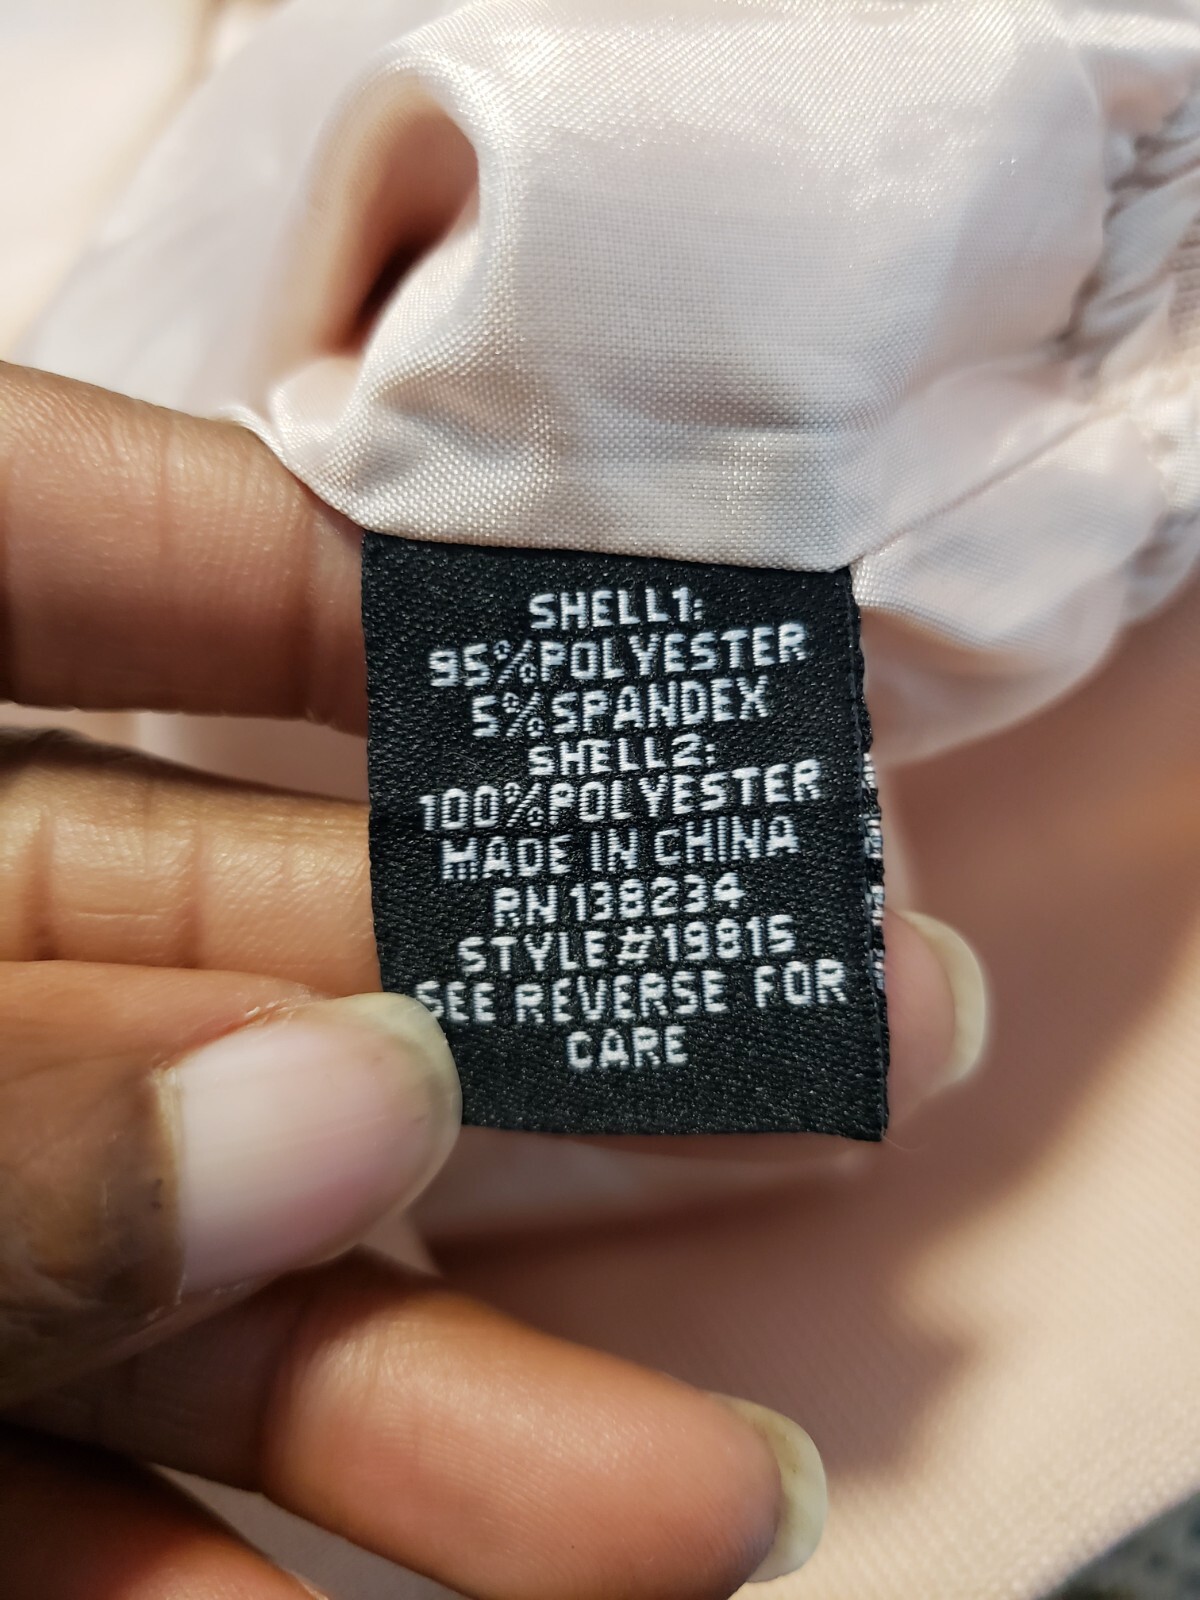 SHELL1:
95%POLYESTER
5%SPANDEX
SHELL2:
100%POLYESTER
MADE IN CHINA
RN 138234
STYLE#19815
SEE REVERSE FOR
CARE